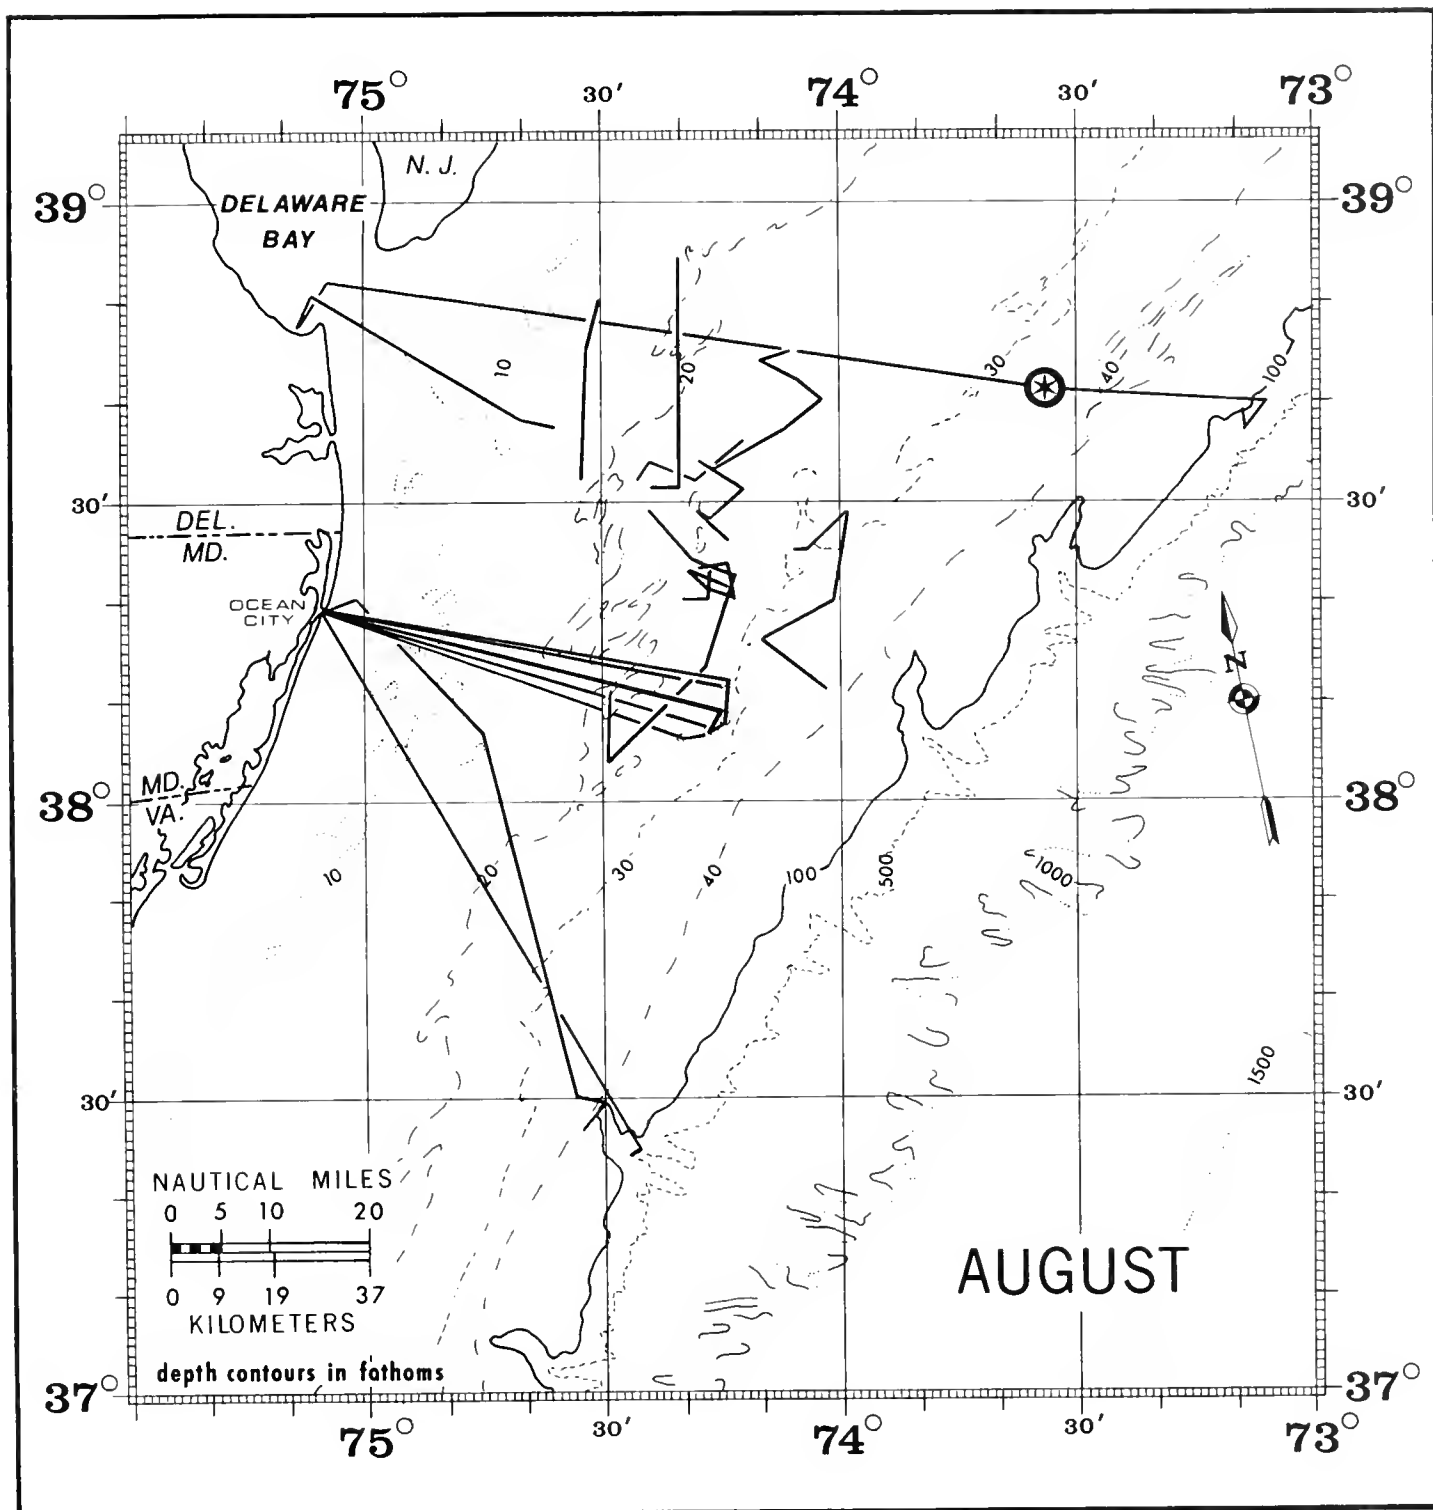 75° 30' 74° 30' 73°
N. J.
39° DELAWARE 39°
BAY
10 20 30 40 100
30' 30'
DEL.
MD.
OCEAN
CITY
N
MD.
38° 38°
VA.
10 20 30 40 100 500 1000
1500
30' 30'
NAUTICAL MILES
0 5 10 20
0 9 19 37
KILOMETERS
AUGUST
depth contours in fathoms
37° 37°
75° 30' 74° 30' 73°